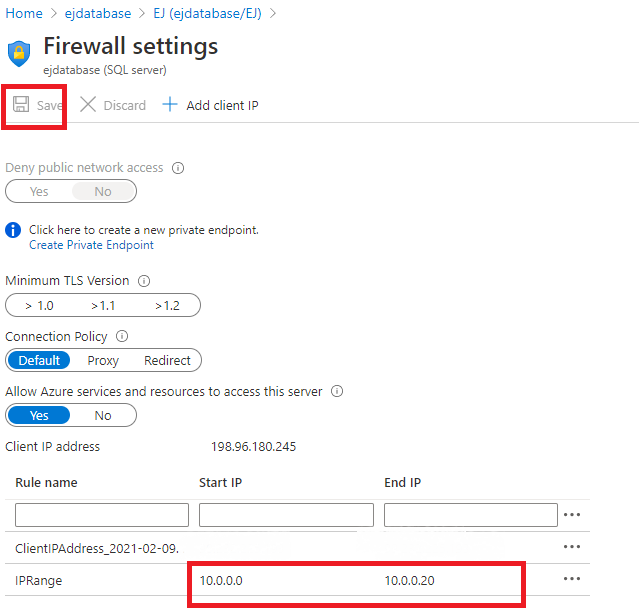 Home > ejdatabase > EJ (ejdatabase/EJ) >
Firewall settings
ejdatabase (SQL server)
Save Discard + Add client IP
Deny public network access
Yes No
Click here to create a new private endpoint.
Create Private Endpoint
Minimum TLS Version
> 1.0 >1.1 >1.2
Connection Policy
Default Proxy Redirect
Allow Azure services and resources to access this server
Yes No
Client IP address 198.96.180.245
Rule name Start IP End IP
ClientIPAddress_2021-02-09.
IPRange 10.0.0.0 10.0.0.20